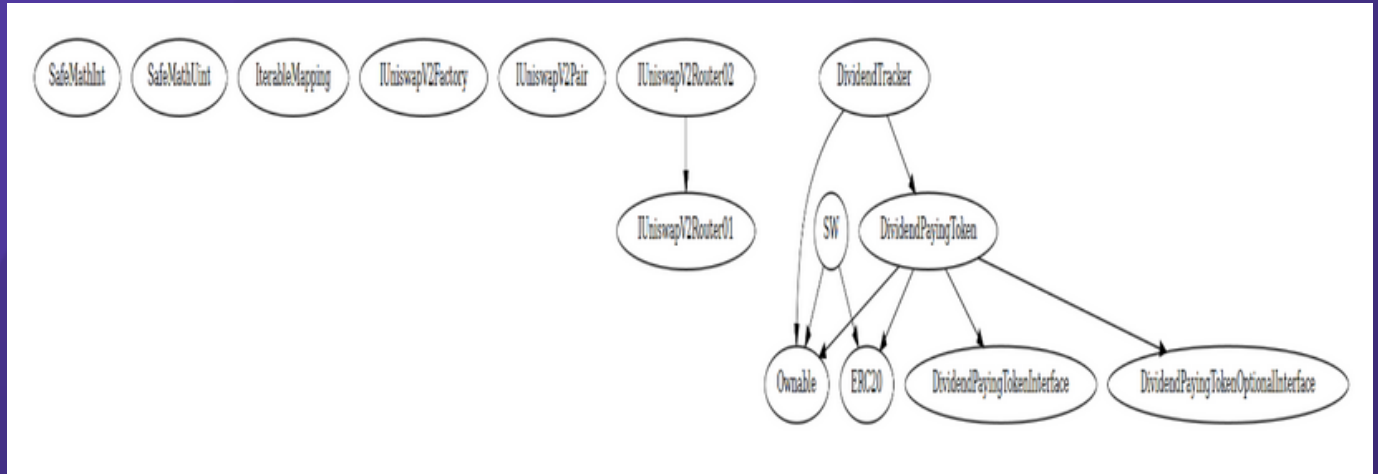 SafeMathInt
SafeMathUint
IterableMapping
IUniswapV2Factory
IUniswapV2Pair
IUniswapV2Router02
DividendTracker
IUniswapV2Router01
SW
DividendPayingToken
Ownable
ERC20
DividendPayingTokenInterface
DividendPayingTokenOptionalInterface